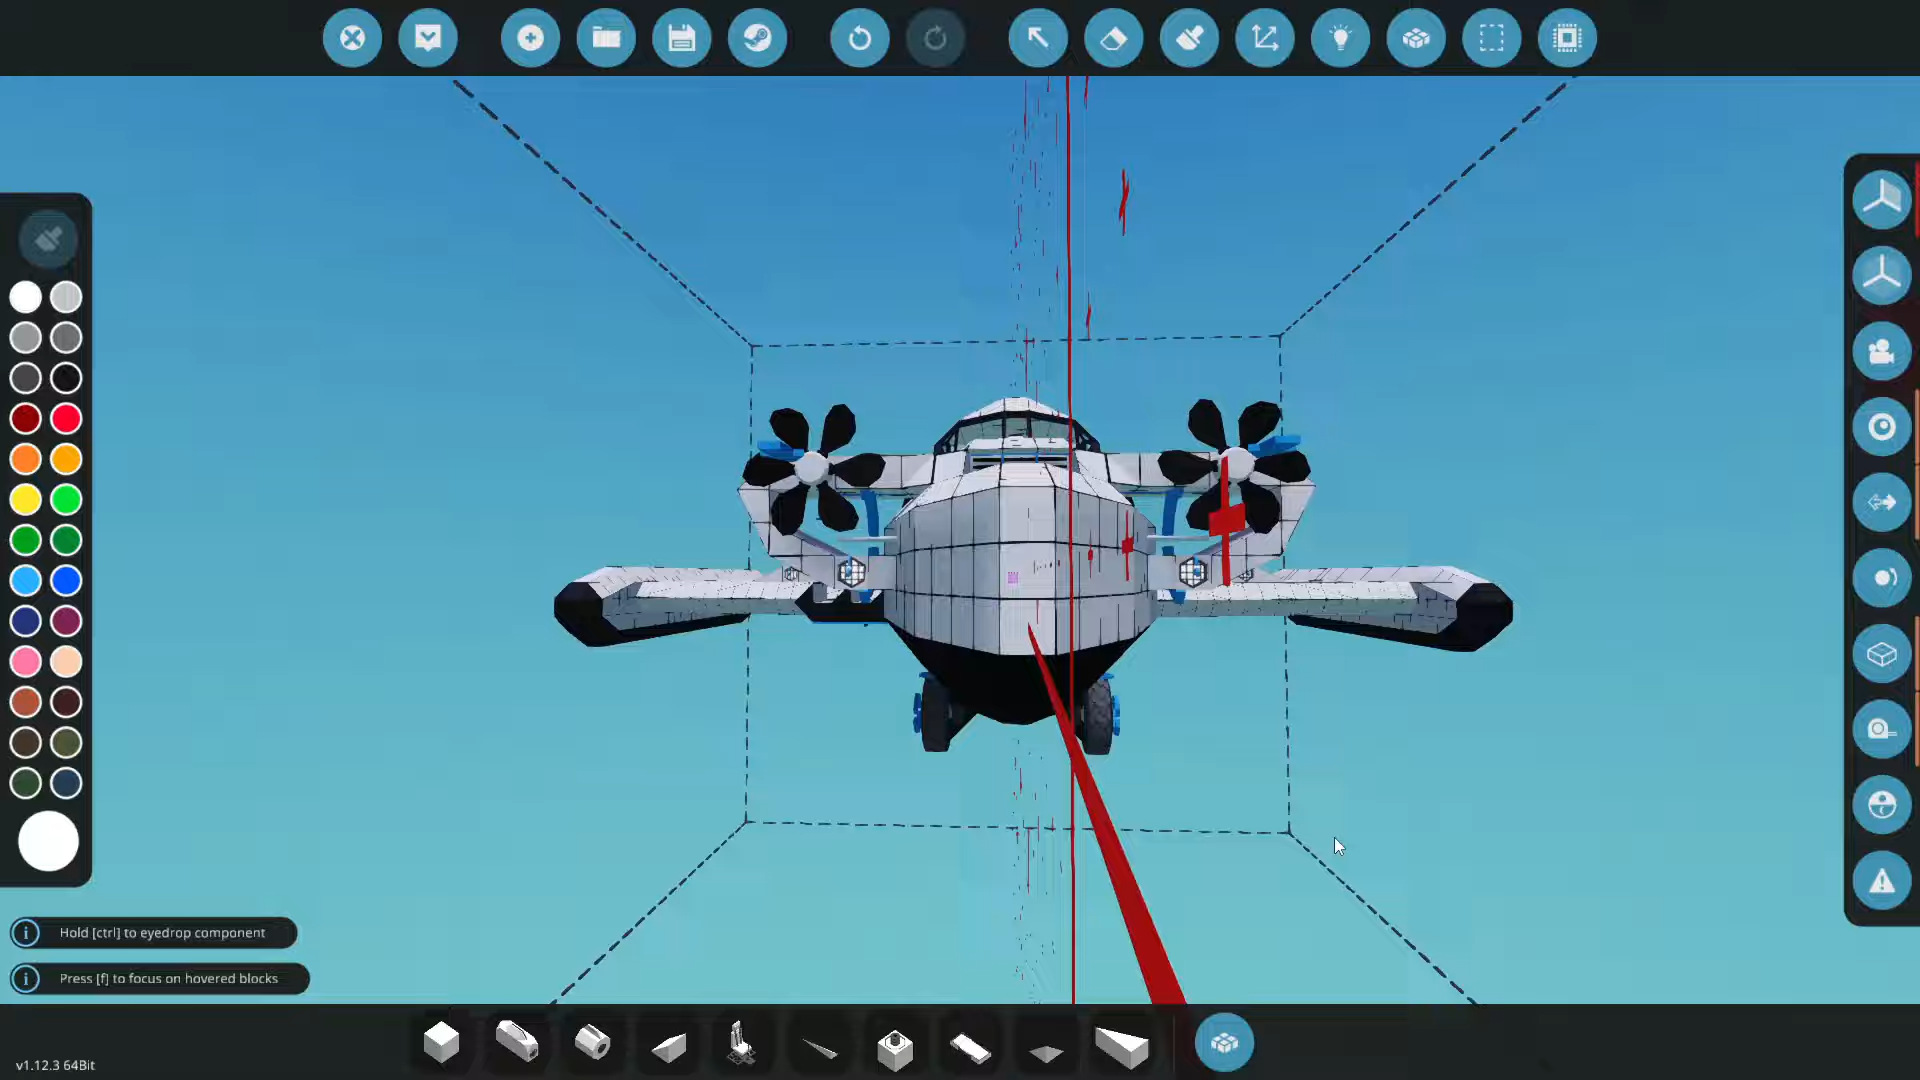 Hold [ctrl] to eyedrop component
Press [f] to focus on hovered blocks
v1.12.3 64Bit